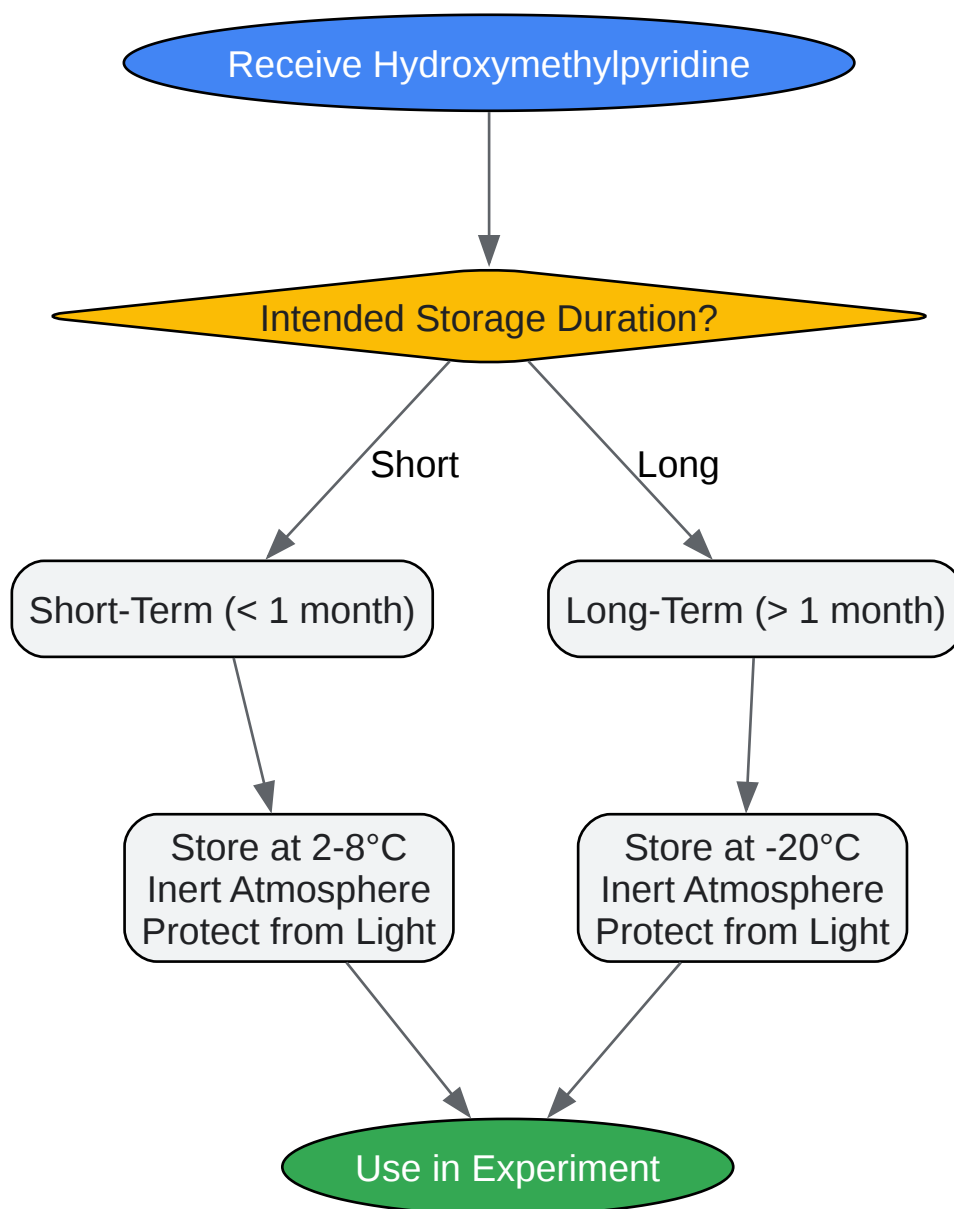 Receive Hydroxymethylpyridine
Intended Storage Duration?
Short
Long
Short-Term (< 1 month)
Long-Term (> 1 month)
Store at 2-8°C
Inert Atmosphere
Protect from Light
Store at -20°C
Inert Atmosphere
Protect from Light
Use in Experiment